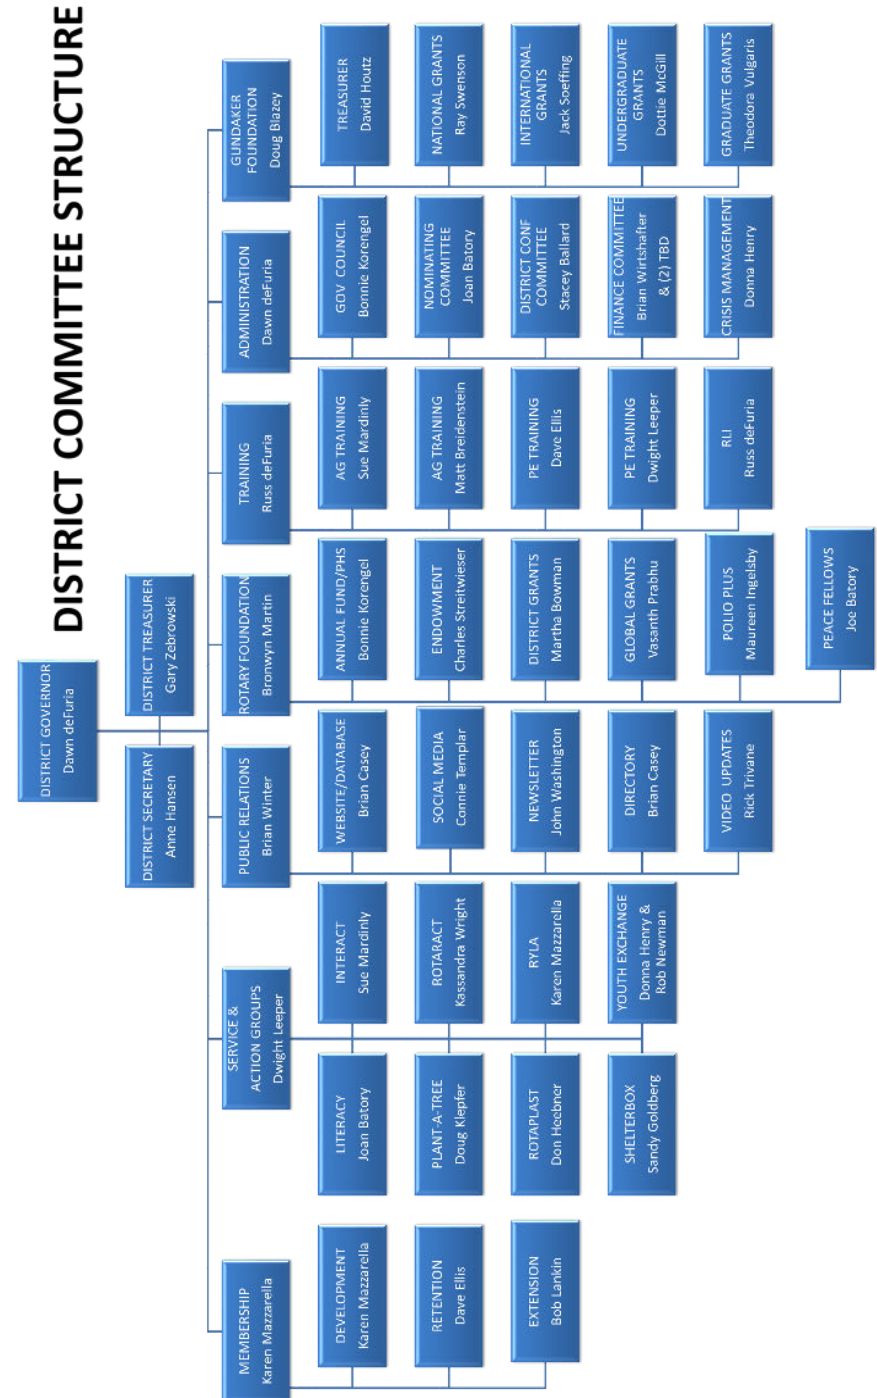 DISTRICT COMMITTEE STRUCTURE
DISTRICT GOVERNOR
Dawn deFuria
DISTRICT SECRETARY
Anne Hansen
DISTRICT TREASURER
Gary Zebrowski
MEMBERSHIP
Karen Mazzarella
DEVELOPMENT
Karen Mazzarella
RETENTION
Dave Ellis
EXTENSION
Bob Lankin
SERVICE &
ACTION GROUPS
Dwight Leeper
LITERACY
Joan Batory
PLANT-A-TREE
Doug Klepfer
ROTAPLAST
Don Heebner
SHELTERBOX
Sandy Goldberg
INTERACT
Sue Mardinly
ROTARACT
Kassandra Wright
RYLA
Karen Mazzarella
YOUTH EXCHANGE
Donna Henry &
Rob Newman
PUBLIC RELATIONS
Brian Winter
WEBSITE/DATABASE
Brian Casey
SOCIAL MEDIA
Connie Templar
NEWSLETTER
John Washington
DIRECTORY
Brian Casey
VIDEO UPDATES
Rick Trivane
ROTARY FOUNDATION
Bronwyn Martin
ANNUAL FUND/PHS
Bonnie Korengel
ENDOWMENT
Charles Streitwieser
DISTRICT GRANTS
Martha Bowman
GLOBAL GRANTS
Vasanth Prabhu
POLIO PLUS
Maureen Ingelsby
PEACE FELLOWS
Joe Batory
TRAINING
Russ deFuria
AG TRAINING
Sue Mardinly
AG TRAINING
Matt Breidenstein
PE TRAINING
Dave Ellis
PE TRAINING
Dwight Leeper
RLI
Russ deFuria
ADMINISTRATION
Dawn deFuria
GOV COUNCIL
Bonnie Korengel
NOMINATING
COMMITTEE
Joan Batory
DISTRICT CONF
COMMITTEE
Stacey Ballard
FINANCE COMMITTEE
Brian Wirtshafter
& (2) TBD
CRISIS MANAGEMENT
Donna Henry
GUNDAKER
FOUNDATION
Doug Blazey
TREASURER
David Houtz
NATIONAL GRANTS
Ray Swenson
INTERNATIONAL
GRANTS
Jack Soeffing
UNDERGRADUATE
GRANTS
Dottie McGill
GRADUATE GRANTS
Theodora Vulgaris